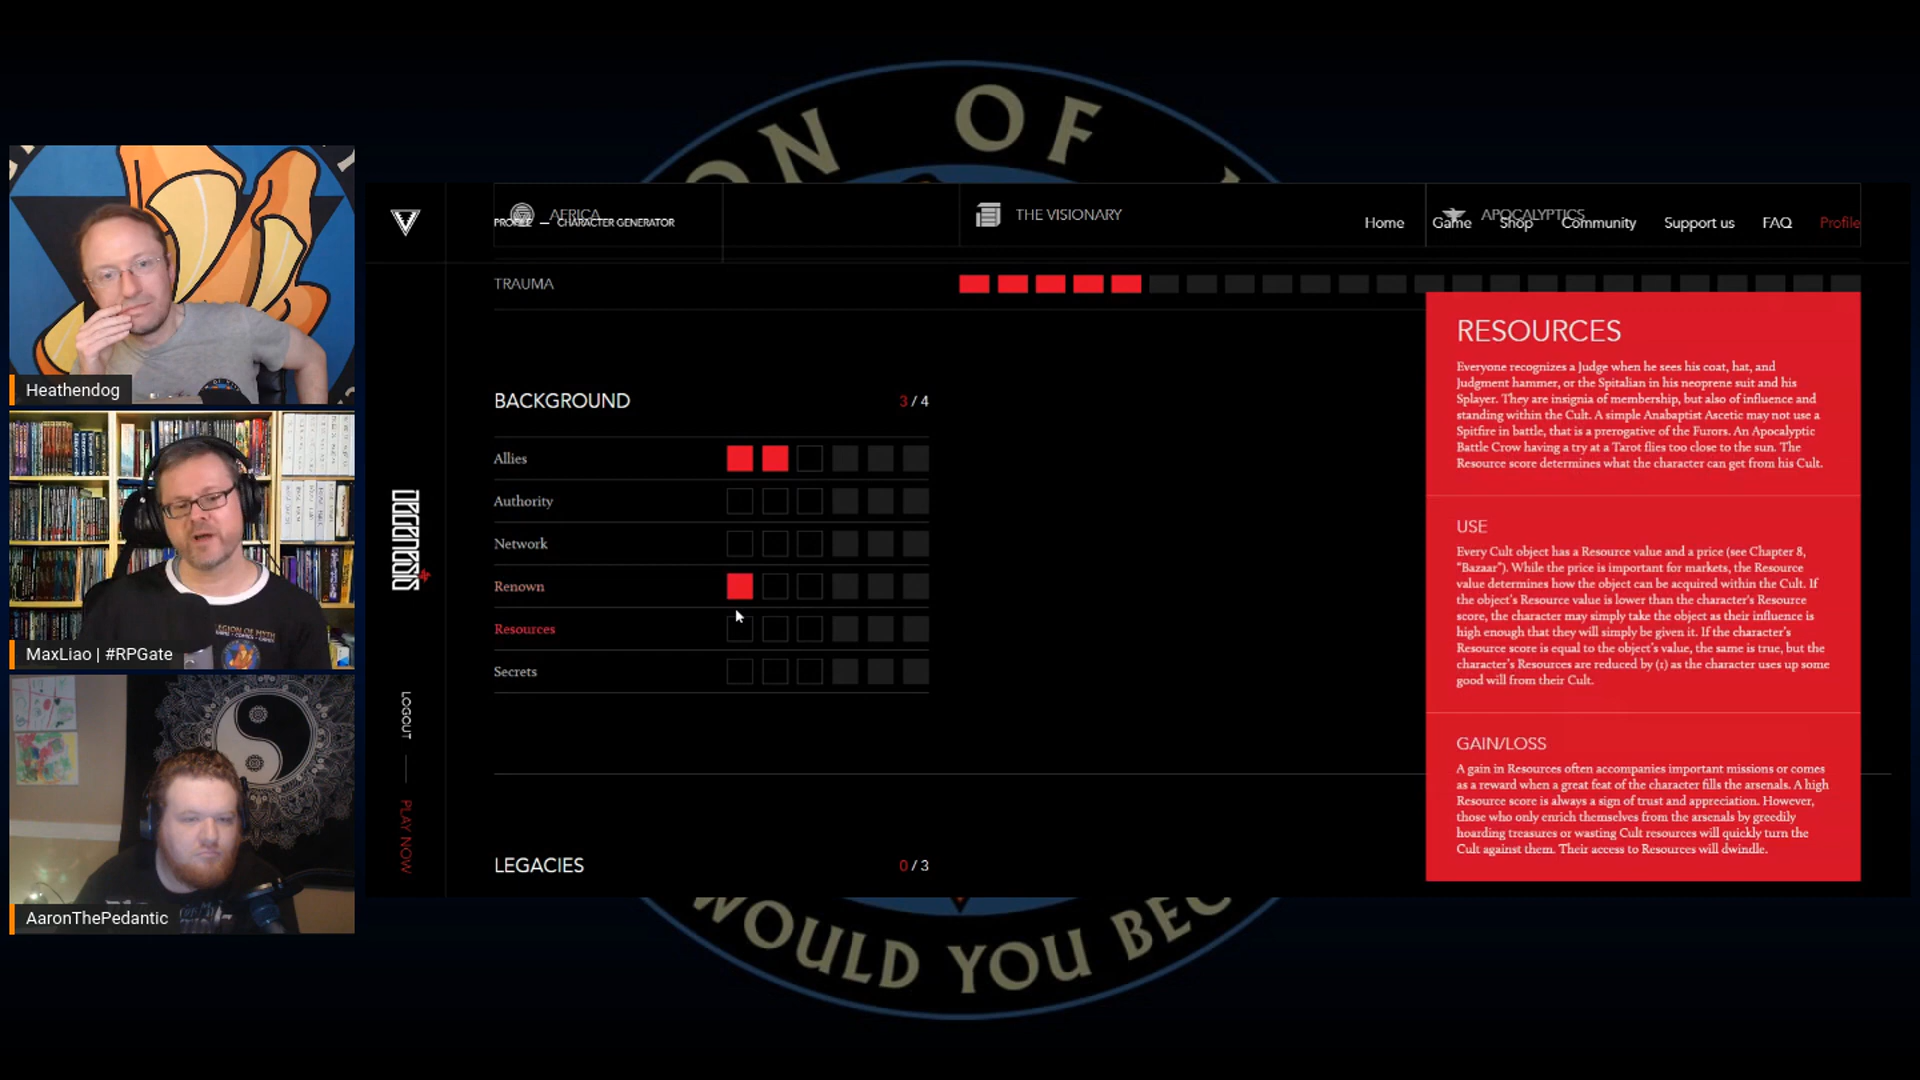 ON OF
AFRICA
PROFILE — CHARACTER GENERATOR
THE VISIONARY
APOCALYPTICS
Home
Game
Shop
Community
Support us
FAQ
Profile
TRAUMA
BACKGROUND 3 / 4
Allies
Authority
Network
Renown
Resources
Secrets
LEGACIES 0 / 3
RESOURCES
Everyone recognizes a Judge when he sees his coat, hat, and
Judgment hammer, or the Spitalian in his neoprene suit and his
Splayer. They are insignia of membership, but also of influence and
standing within the Cult. A simple Anabaptist Ascetic may not use a
Spitfire in battle, that is a prerogative of the Furors. An Apocalyptic
Battle Crow having a try at a Tarot flies too close to the sun. The
Resource score determines what the character can get from his Cult.
USE
Every Cult object has a Resource value and a price (see Chapter 8,
"Bazaar"). While the price is important for markets, the Resource
value determines how the object can be acquired within the Cult. If
the object's Resource value is lower than the character's Resource
score, the character may simply take the object as their influence is
high enough that they will simply be given it. If the character's
Resource score is equal to the object's value, the same is true, but the
character's Resources are reduced by (1) as the character uses up some
good will from their Cult.
GAIN/LOSS
A gain in Resources often accompanies important missions or comes
as a reward when a great feat of the character fills the arsenals. A high
Resource score is always a sign of trust and appreciation. However,
those who only enrich themselves from the arsenals by greedily
hoarding treasures or wasting Cult resources will quickly turn the
Cult against them. Their access to Resources will dwindle.
DEGENESIS
LOGOUT
PLAY NOW
Heathendog
MaxLiao | #RPGate
AaronThePedantic
WOULD YOU BEC